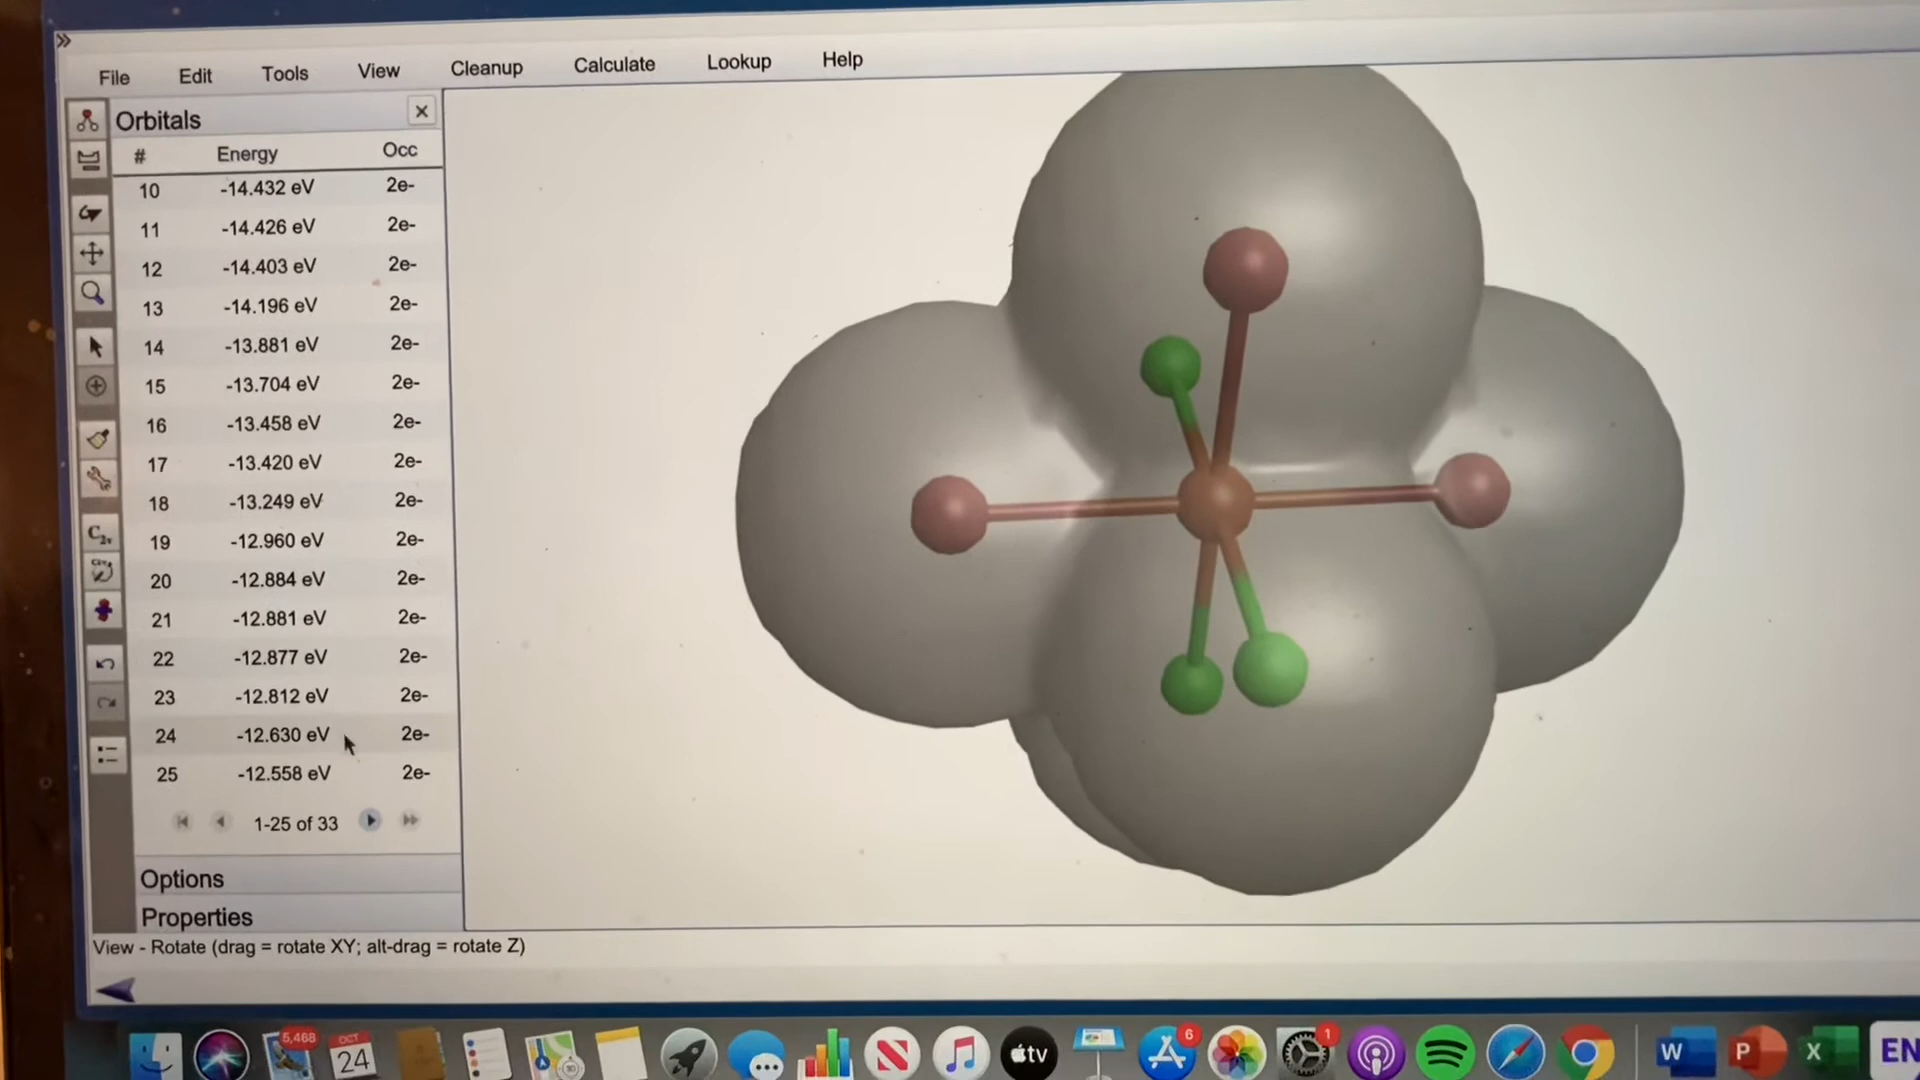 »
File Edit Tools View Cleanup Calculate Lookup Help
Orbitals ×
# Energy Occ
10 -14.432 eV 2e-
11 -14.426 eV 2e-
12 -14.403 eV 2e-
13 -14.196 eV 2e-
14 -13.881 eV 2e-
15 -13.704 eV 2e-
16 -13.458 eV 2e-
17 -13.420 eV 2e-
18 -13.249 eV 2e-
19 -12.960 eV 2e-
20 -12.884 eV 2e-
21 -12.881 eV 2e-
22 -12.877 eV 2e-
23 -12.812 eV 2e-
24 -12.630 eV 2e-
25 -12.558 eV 2e-
C2v
1-25 of 33
Options
Properties
View - Rotate (drag = rotate XY; alt-drag = rotate Z)
5,468 OCT 24 tv 6 1 W P X EN